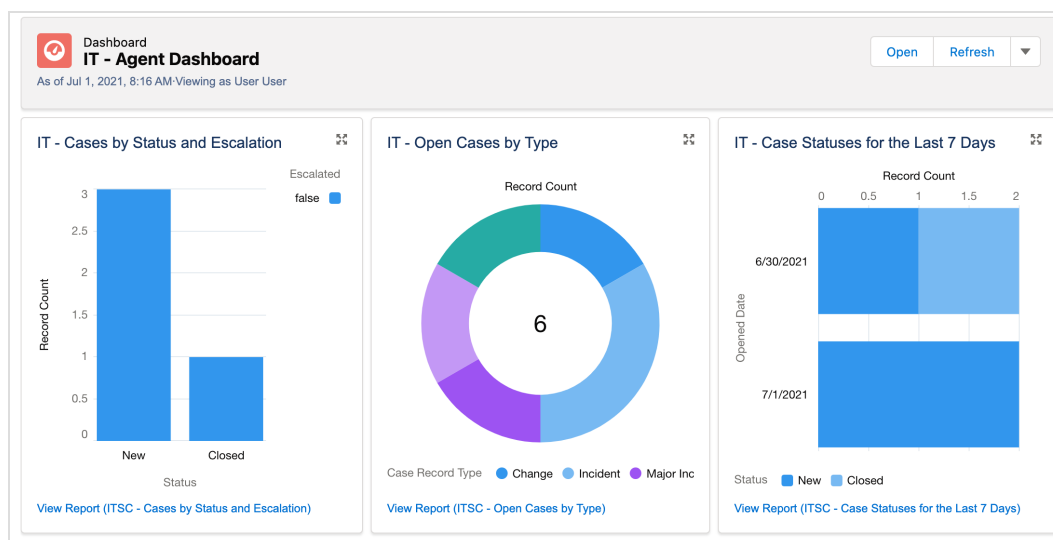 Dashboard
IT - Agent Dashboard
As of Jul 1, 2021, 8:16 AM·Viewing as User User
Open
Refresh
IT - Cases by Status and Escalation
Escalated
false
3
2.5
2
1.5
1
0.5
0
Record Count
New
Closed
Status
View Report (ITSC - Cases by Status and Escalation)
IT - Open Cases by Type
Record Count
6
Case Record Type
Change
Incident
Major Inc
View Report (ITSC - Open Cases by Type)
IT - Case Statuses for the Last 7 Days
Record Count
0 0.5 1 1.5 2
Opened Date
6/30/2021
7/1/2021
Status
New
Closed
View Report (ITSC - Case Statuses for the Last 7 Days)